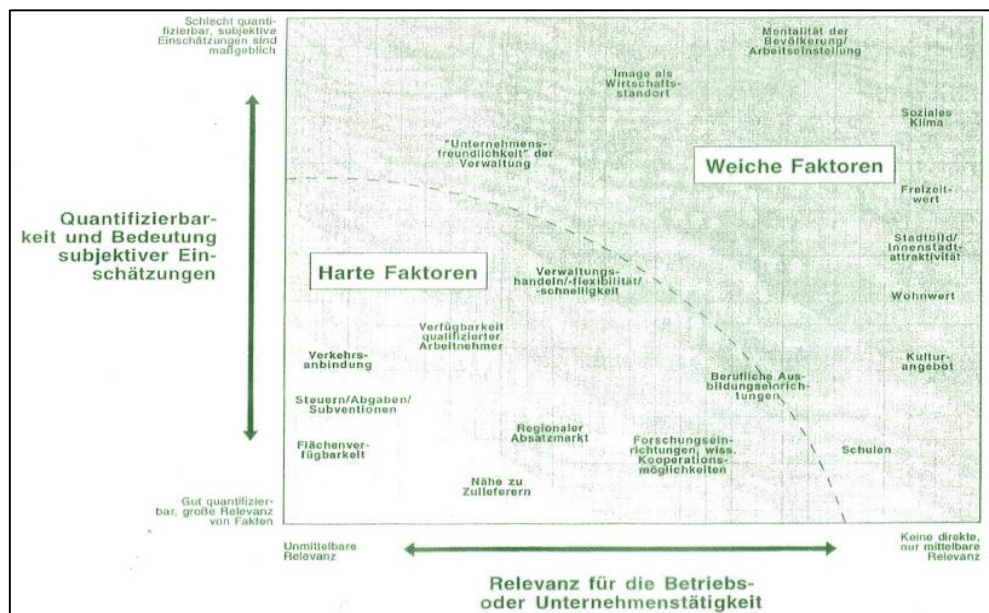 Schlecht quanti-
fizierbar, subjektive
Einschätzungen sind
maßgeblich
Mentalität der
Bevölkerung/
Arbeitseinstellung
Image als
Wirtschafts-
standort
Soziales
Klima
"Unternehmens-
freundlichkeit" der
Verwaltung
Weiche Faktoren
Freizeit-
wert
Quantifizierbar-
keit und Bedeutung
subjektiver Ein-
schätzungen
Stadtbild/
Innenstadt-
attraktivität
Harte Faktoren
Verwaltungs-
handeln/-flexibilität/
-schnelligkeit
Wohnwert
Verfügbarkeit
qualifizierter
Arbeitnehmer
Verkehrs-
anbindung
Kultur-
angebot
Berufliche Aus-
bildungseinrich-
tungen
Steuern/Abgaben/
Subventionen
Regionaler
Absatzmarkt
Flächenver-
fügbarkeit
Forschungsein-
richtungen, wiss.
Kooperations-
möglichkeiten
Schulen
Nähe zu
Zulieferern
Gut quantifizier-
bar, große Relevanz
von Fakten
Unmittelbare
Relevanz
Keine direkte,
nur mittelbare
Relevanz
Relevanz für die Betriebs-
oder Unternehmenstätigkeit